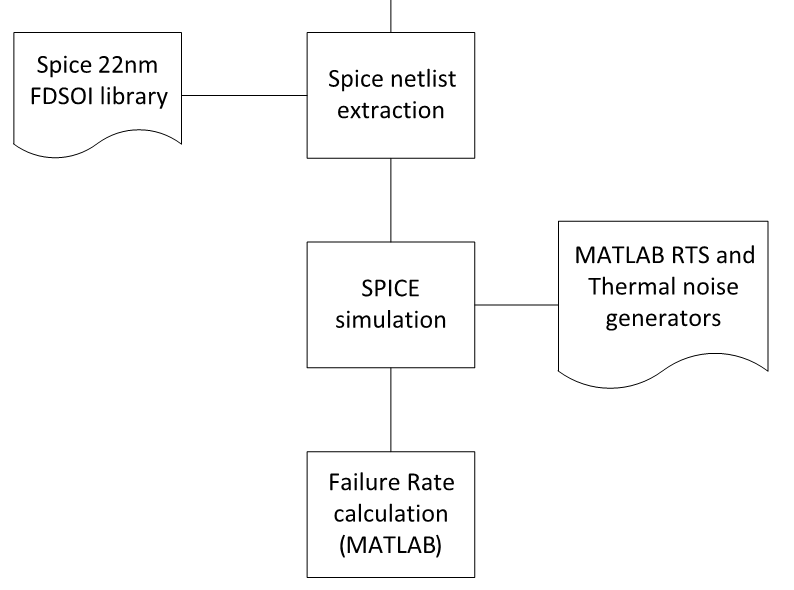 Spice 22nm
FDSOI library
Spice netlist
extraction
SPICE
simulation
MATLAB RTS and
Thermal noise
generators
Failure Rate
calculation
(MATLAB)